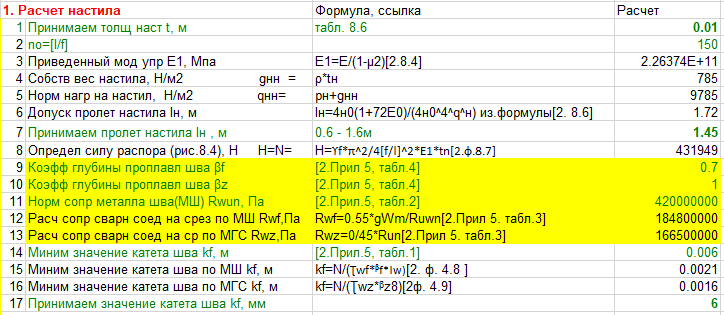 1. Расчет настила Формула, ссылка Расчет
1 Принимаем толщ наст t, м табл. 8.6 0.01
2 no=[l/f] 150
3 Приведенный мод упр E1, Мпа E1=E/(1-μ2)[2.8.4] 2.26374E+11
4 Собств вес настила, Н/м2 gнн = ρ*tн 785
5 Норм нагр на настил, Н/м2 qнн= pн+gнн 9785
6 Допуск пролет настила lн, м lн=4н0(1+72E0)/(4н0^4^q^н) из.формулы[2. 8.6] 1.72
7 Принимаем пролет настила lн , м 0.6 - 1.6м 1.45
8 Определ силу распора (рис.8.4), Н H=N= H=Yf*π^2/4[f/l]^2*E1*tn[2.ф.8.7] 431949
9 Коэфф глубины проплавл шва βf [2.Прил 5, табл.4] 0.7
10 Коэфф глубины проплавл шва βz [2.Прил 5, табл.4] 1
11 Норм сопр металла шва(МШ) Rwun, Па [2.Прил 5, табл.2] 420000000
12 Расч сопр сварн соед на срез по МШ Rwf,Па Rwf=0.55*gWm/Ruwn[2.Прил 5. табл.3] 184800000
13 Расч сопр сварн соед на ср по МГС Rwz,Па Rwz=0/45*Run[2.Прил 5. табл.3] 166500000
14 Миним значение катета шва kf, м [2.Прил 5, табл.1] 0.006
15 Миним значение катета шва по МШ kf, м kf=N/(Ʈwf*βf*lw)[2. ф. 4.8 ] 0.0021
16 Миним значение катета шва по МГС kf, м kf=N/(Ʈwz*βz8)[2ф. 4.9] 0.0016
17 Принимаем значение катета шва kf, мм 6